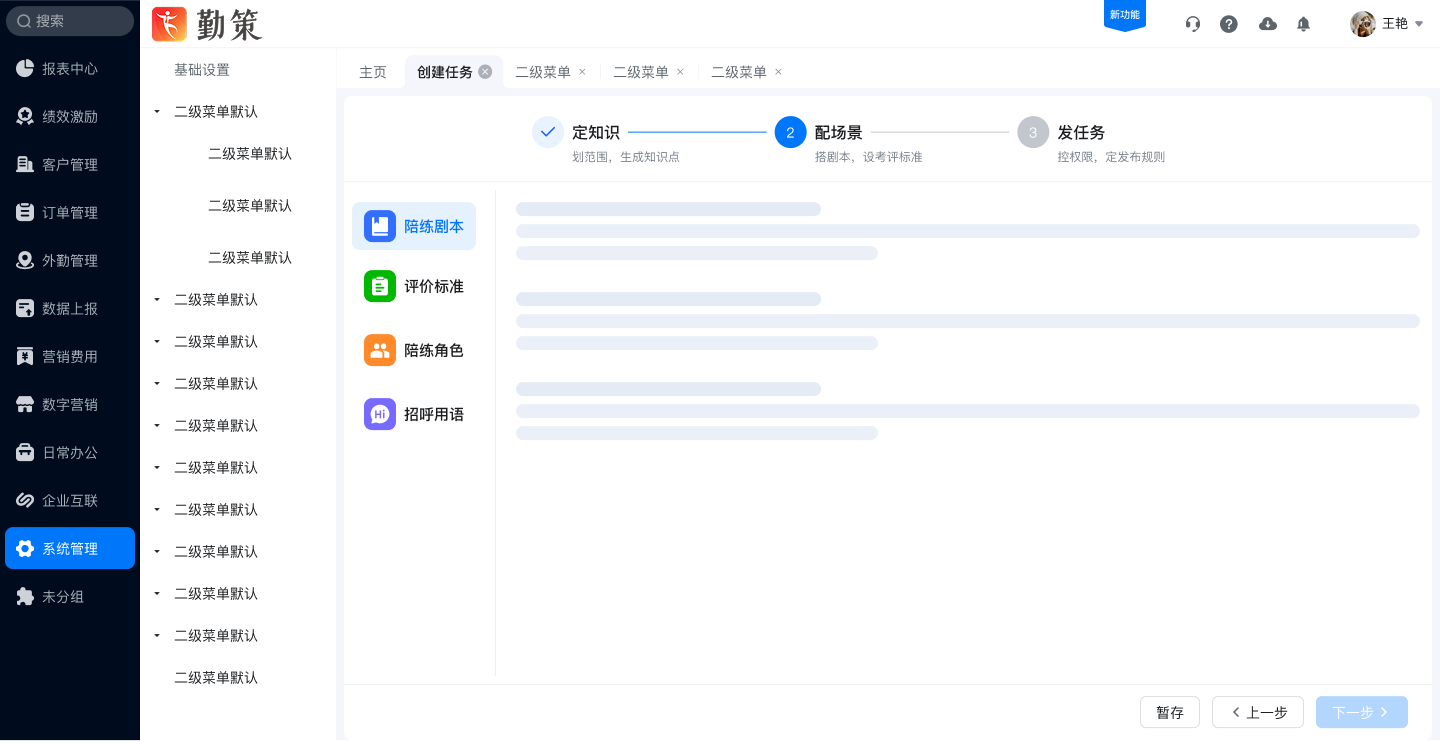 搜索
报表中心
绩效激励
客户管理
订单管理
外勤管理
数据上报
营销费用
数字营销
日常办公
企业互联
系统管理
未分组
勤策
新功能
王艳
基础设置
二级菜单默认
二级菜单默认
二级菜单默认
二级菜单默认
二级菜单默认
二级菜单默认
二级菜单默认
二级菜单默认
二级菜单默认
二级菜单默认
二级菜单默认
二级菜单默认
二级菜单默认
二级菜单默认
主页 创建任务 二级菜单 二级菜单 二级菜单
定知识
划范围，生成知识点
2 配场景
搭剧本，设考评标准
3 发任务
控权限，定发布规则
陪练剧本
评价标准
陪练角色
Hi 招呼用语
暂存 上一步 下一步